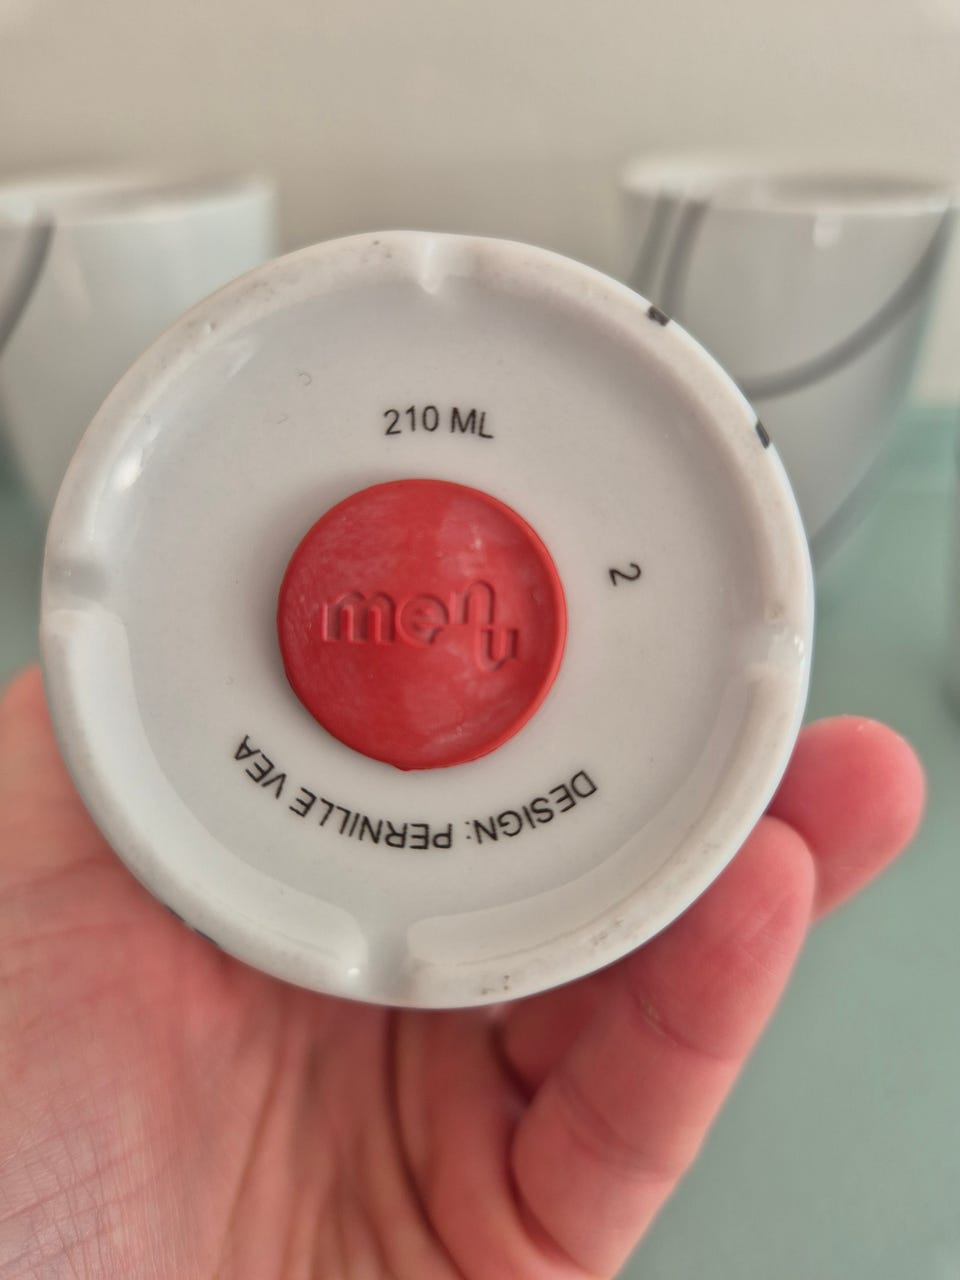 210 ML
2
menu
DESIGN: PERNILLE VEA